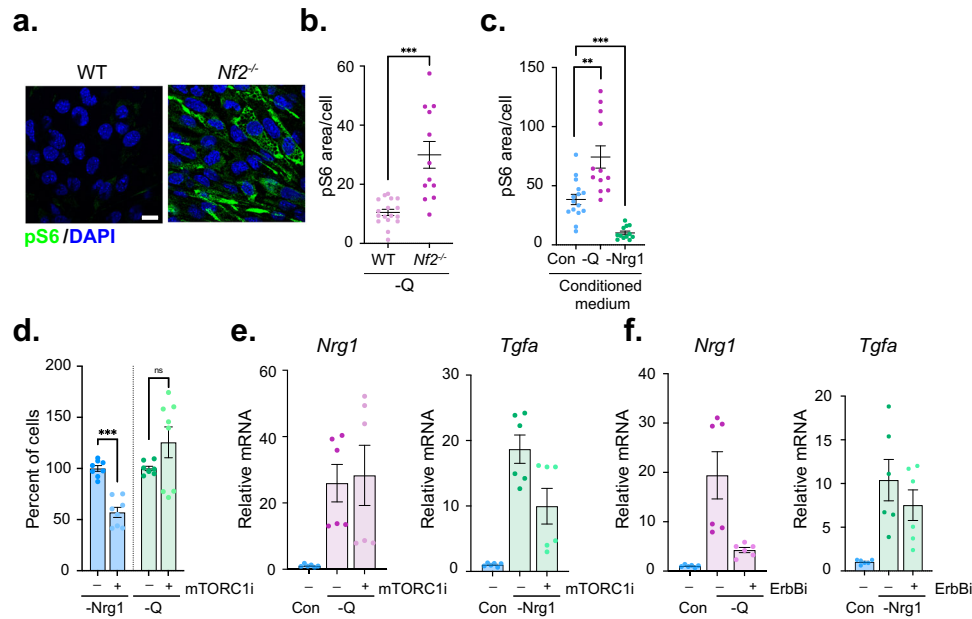 a.
WT
Nf2-/-
pS6/DAPI
b.
***
pS6 area/cell
60
40
20
0
WT
Nf2-/-
-Q
c.
***
**
pS6 area/cell
150
100
50
0
Con
-Q
-Nrg1
Conditioned
medium
d.
Percent of cells
200
150
100
50
***
ns
– + – + mTORC1i
-Nrg1
-Q
e.
Nrg1
Relative mRNA
60
40
20
0
– + mTORC1i
Con
-Q
Tgfa
Relative mRNA
30
20
10
0
– + mTORC1i
Con
-Nrg1
f.
Nrg1
Relative mRNA
40
30
20
10
0
– + ErbBi
Con
-Q
Tgfa
Relative mRNA
20
15
10
5
0
– + ErbBi
Con
-Nrg1